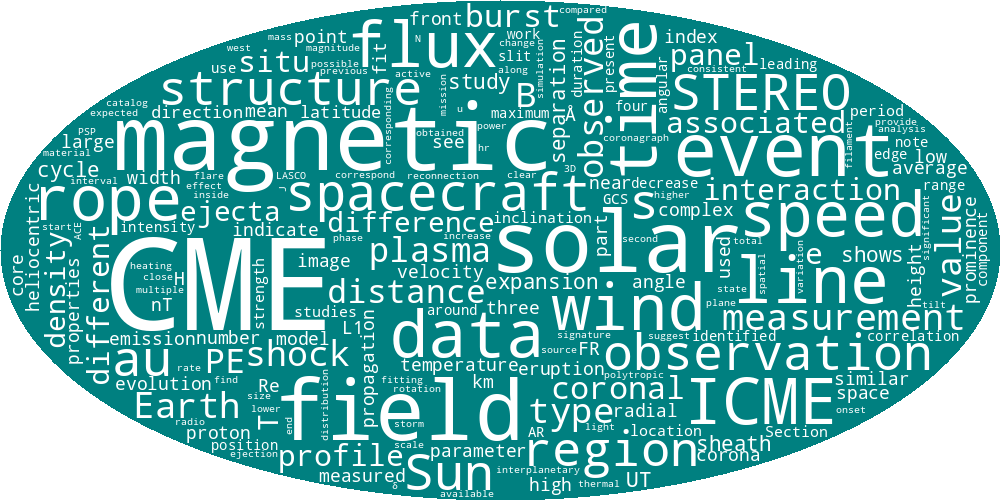 front burst compared
mass point flux work
west magnitude N change index
use situ possible fit slit panel leading
previous active along simulation duration observed present time angular consistent
structure study mission separation STEREO
catalog direction mean latitude corresponding u B maximum Å four associated period provide
expected magnetic obtained power coronagraph event filament analysis
PSP large see hr note
material cycle width flare LASCO reconnection clear 3D edge low average
interval effect inside J correspond spacecraft near decrease higher interaction range
rope ejecta intensity difference inclination GCS s complex speed value significant component
start ACE heliocentric indicate phase increase solar part second used total e shows prominence
core density different heating close multiple H image plasma velocity expansion angle state spatial line variation height tilt
properties nT CME strength studies distance around three wind plane measurement
emission number model L1 data signature FR suggest identified correlation
au PE shock propagation temperature source observation
evolution rate find Re fitting km eruption polytropic coronal ICME similar
Earth size rotation type radial space onset
radio lower T end distribution field storm AR light location Section
proton position profile scale parameter region sheath
ejection measured Sun interplanetary corona
δ high thermal UT
available